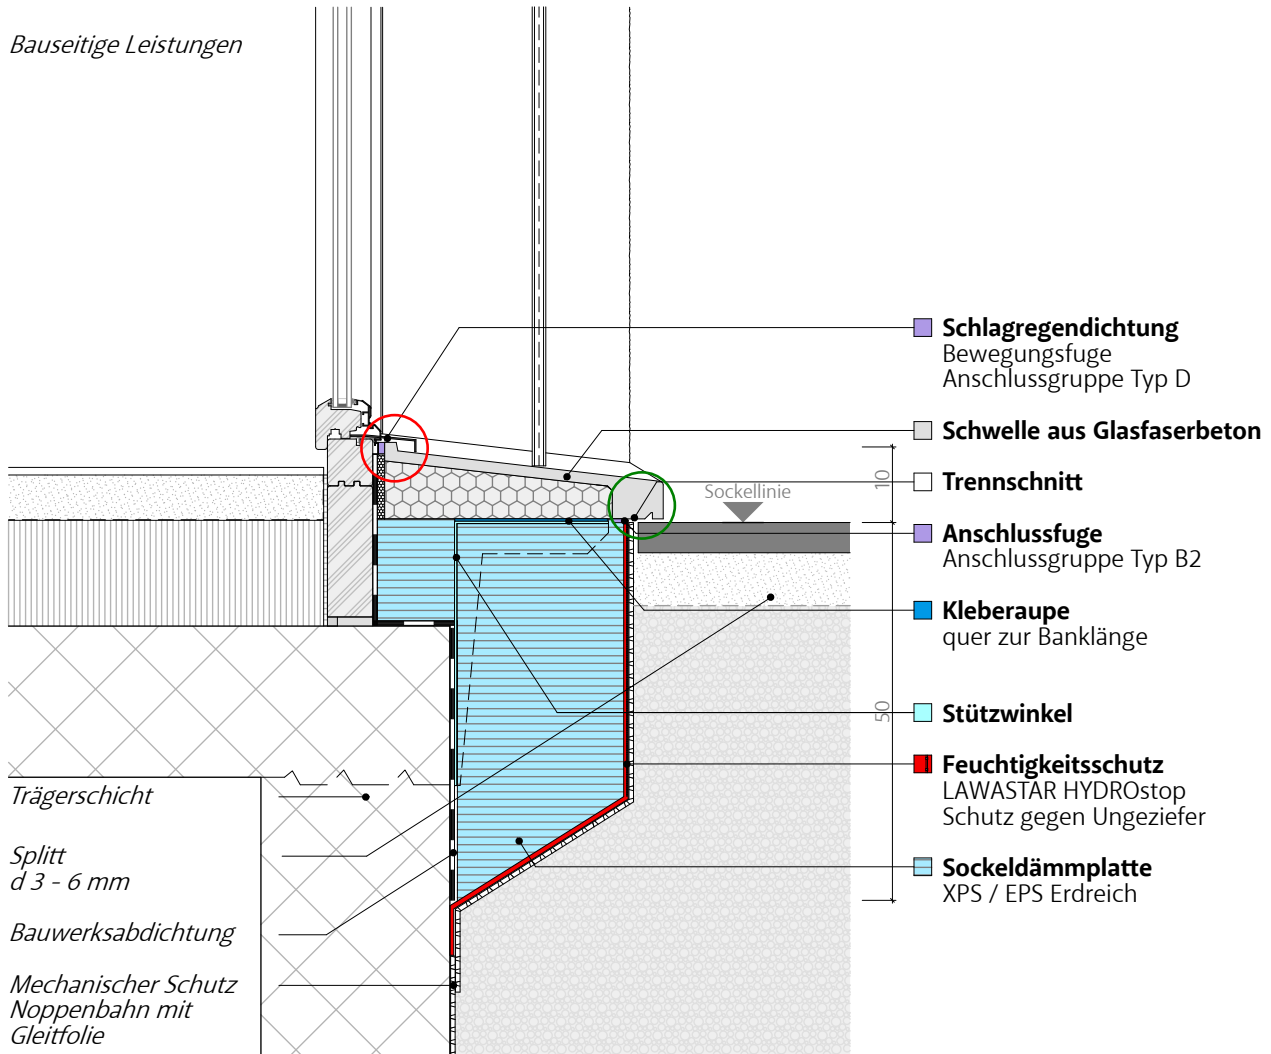 Bauseitige Leistungen
Schlagregendichtung
Bewegungsfuge
Anschlussgruppe Typ D
Schwelle aus Glasfaserbeton
10
Trennschnitt
Sockellinie
Anschlussfuge
Anschlussgruppe Typ B2
Kleberaupe
quer zur Banklänge
50
Stützwinkel
Feuchtigkeitsschutz
LAWASTAR HYDROstop
Schutz gegen Ungeziefer
Sockeldämmplatte
XPS / EPS Erdreich
Trägerschicht
Splitt
d 3 - 6 mm
Bauwerksabdichtung
Mechanischer Schutz
Noppenbahn mit
Gleitfolie